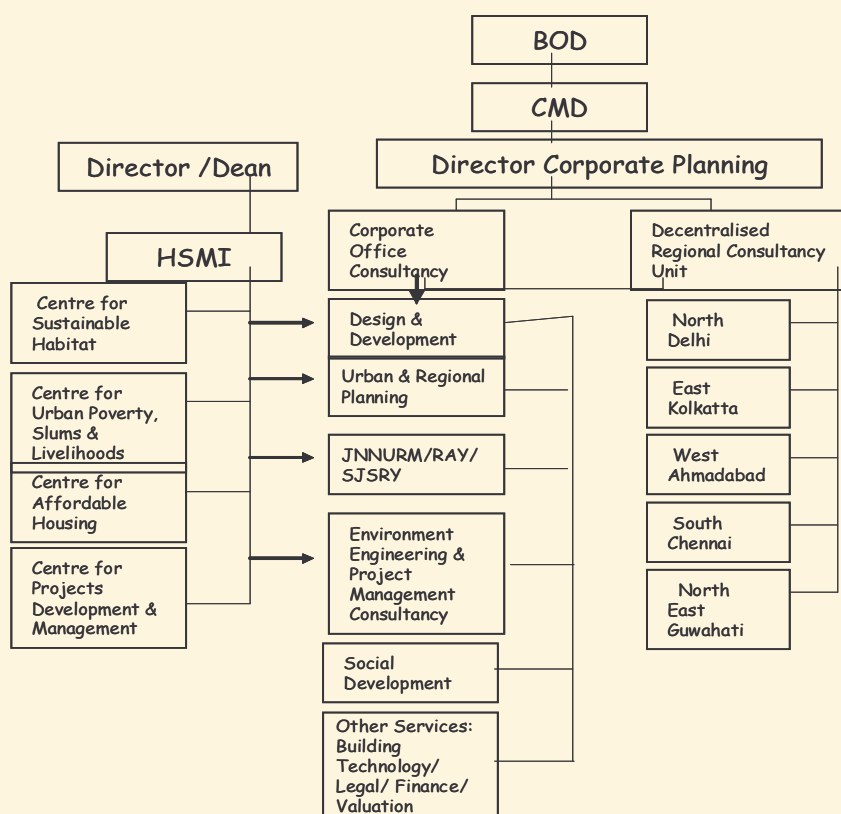 BOD
CMD
Director /Dean
Director Corporate Planning
HSMI
Corporate
Office
Consultancy
Decentralised
Regional Consultancy
Unit
Centre for
Sustainable
Habitat
Centre for
Urban Poverty,
Slums &
Livelihoods
Centre for
Affordable
Housing
Centre for
Projects
Development &
Management
Design &
Development
Urban & Regional
Planning
JNNURM/RAY/
SJSRY
Environment
Engineering &
Project
Management
Consultancy
Social
Development
Other Services:
Building
Technology/
Legal/ Finance/
Valuation
North
Delhi
East
Kolkatta
West
Ahmadabad
South
Chennai
North
East
Guwahati